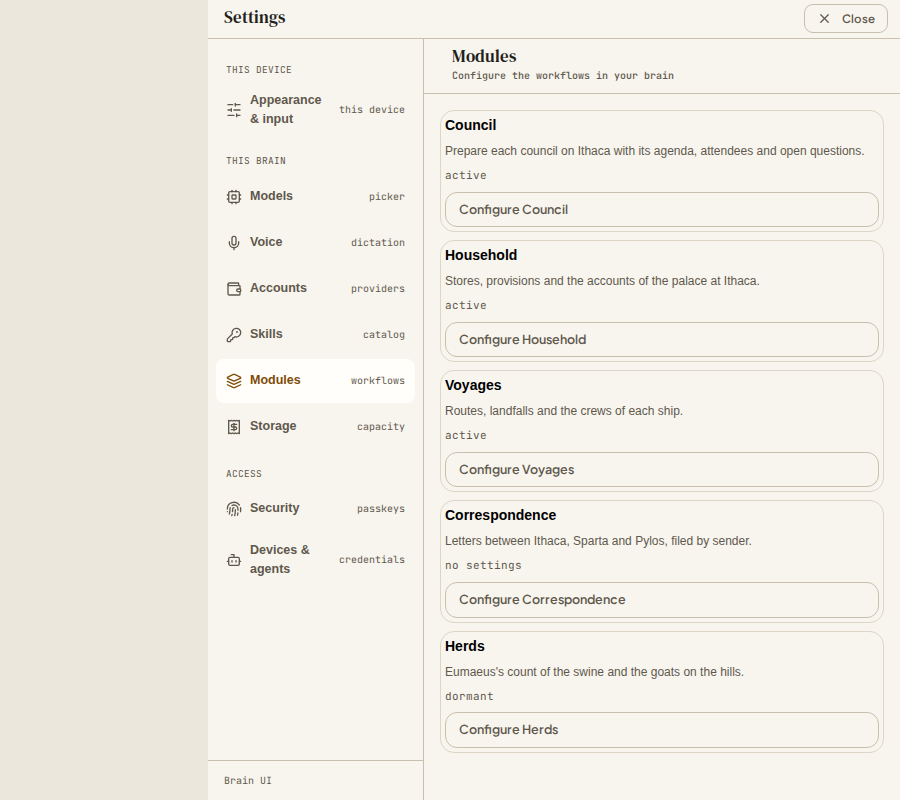 Settings
Close
THIS DEVICE
Appearance & input
this device
THIS BRAIN
Models
picker
Voice
dictation
Accounts
providers
Skills
catalog
Modules
workflows
Storage
capacity
ACCESS
Security
passkeys
Devices & agents
credentials
Brain UI
Modules
Configure the workflows in your brain
Council
Prepare each council on Ithaca with its agenda, attendees and open questions.
active
Configure Council
Household
Stores, provisions and the accounts of the palace at Ithaca.
active
Configure Household
Voyages
Routes, landfalls and the crews of each ship.
active
Configure Voyages
Correspondence
Letters between Ithaca, Sparta and Pylos, filed by sender.
no settings
Configure Correspondence
Herds
Eumaeus's count of the swine and the goats on the hills.
dormant
Configure Herds